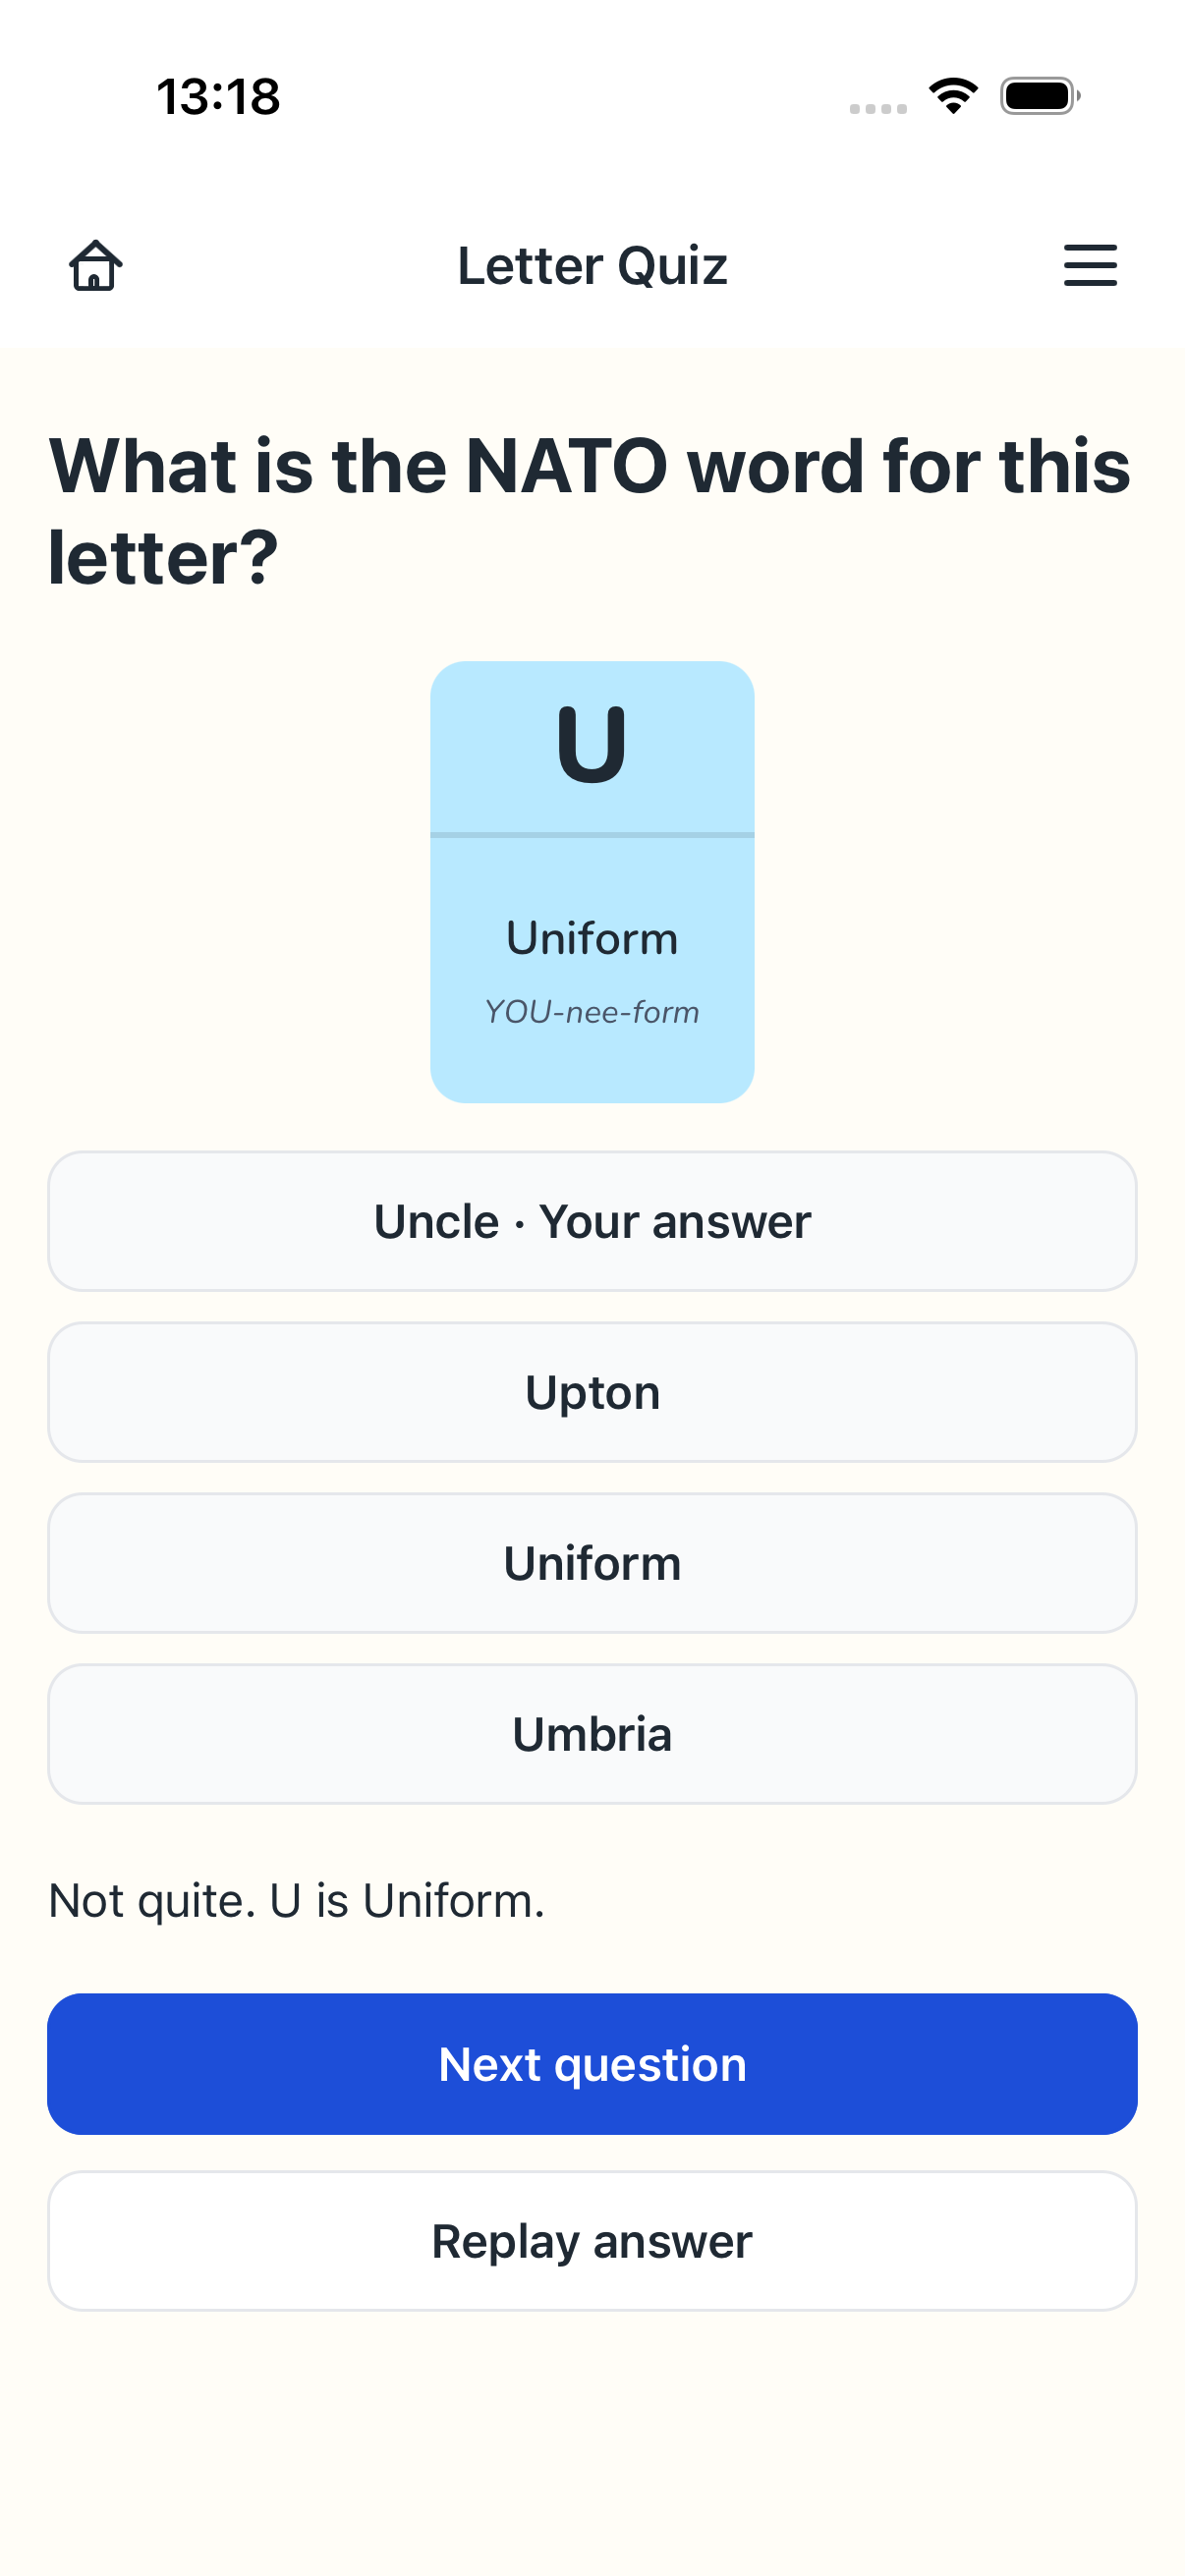 13:18
Letter Quiz
What is the NATO word for this
letter?
U
Uniform
YOU-nee-form
Uncle · Your answer
Upton
Uniform
Umbria
Not quite. U is Uniform.
Next question
Replay answer